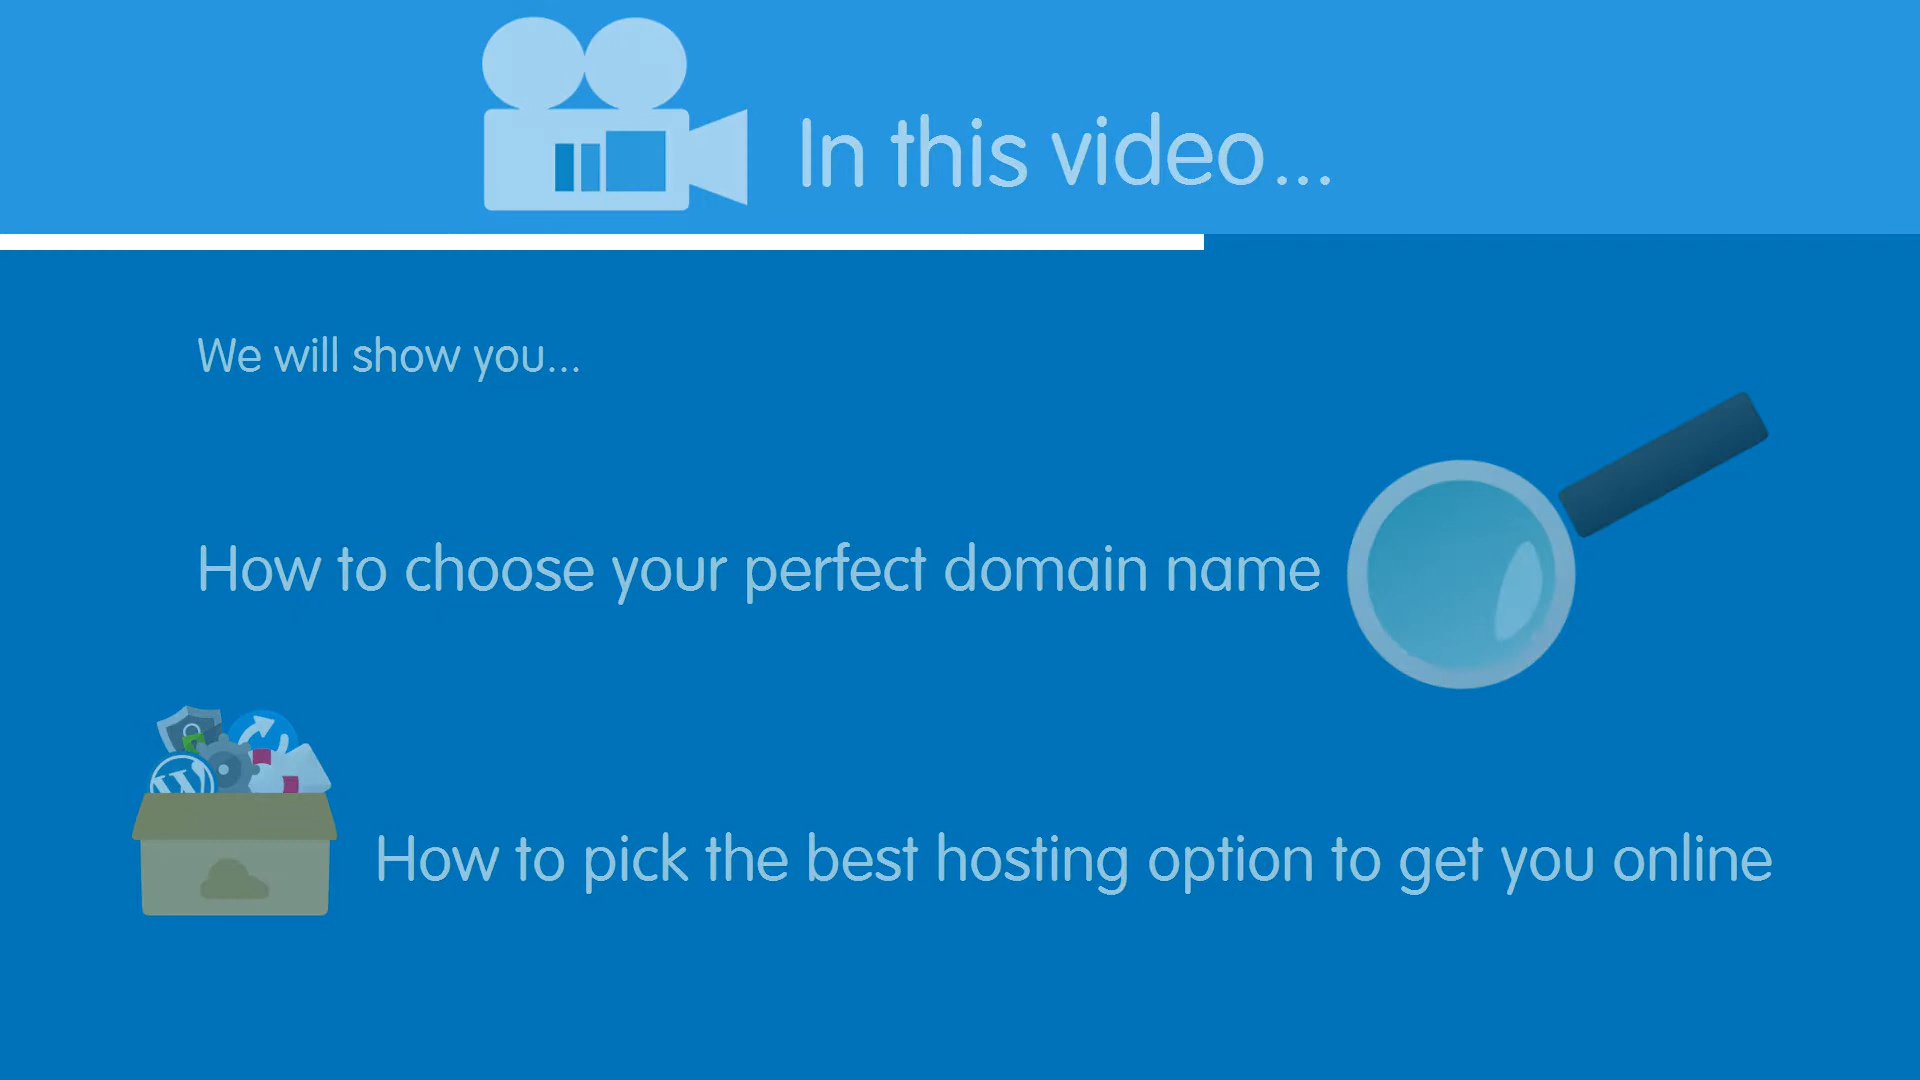 In this video...
We will show you...
How to choose your perfect domain name
How to pick the best hosting option to get you online